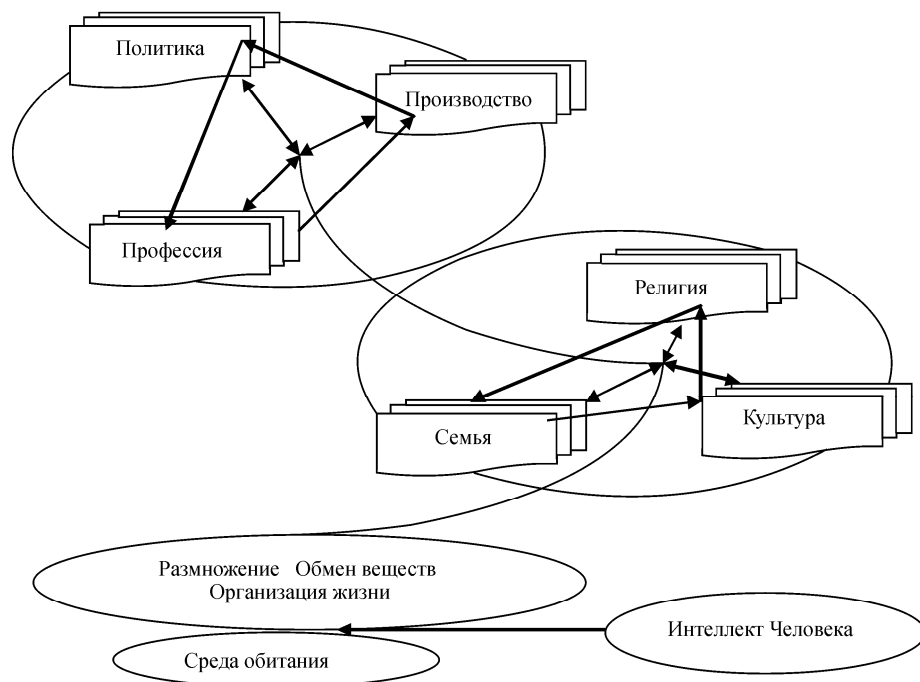 Политика
Производство
Профессия
Религия
Семья
Культура
Размножение Обмен веществ
Организация жизни
Интеллект Человека
Среда обитания